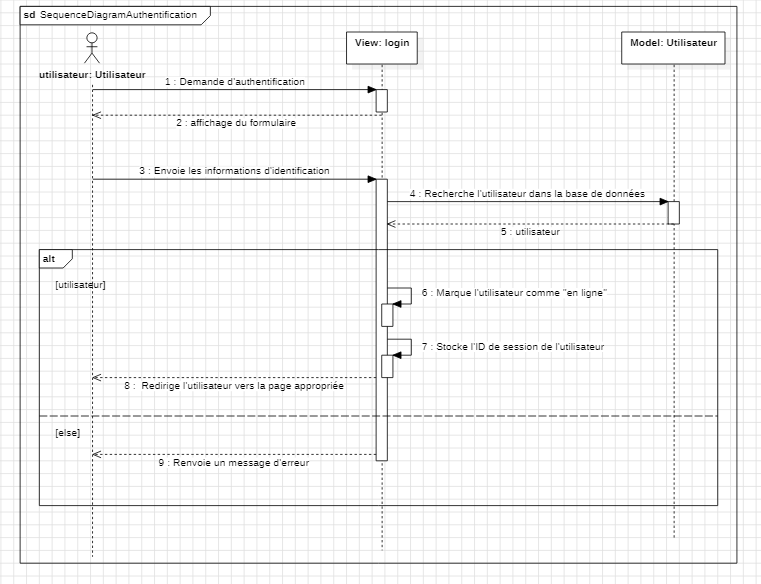 sd SequenceDiagramAuthentification
View: login
Model: Utilisateur
utilisateur: Utilisateur
1 : Demande d'authentification
2 : affichage du formulaire
3 : Envoie les informations d'identification
4 : Recherche l'utilisateur dans la base de données
5 : utilisateur
alt
[utilisateur]
6 : Marque l'utilisateur comme "en ligne"
7 : Stocke l'ID de session de l'utilisateur
8 : Redirige l'utilisateur vers la page appropriée
[else]
9 : Renvoie un message d'erreur